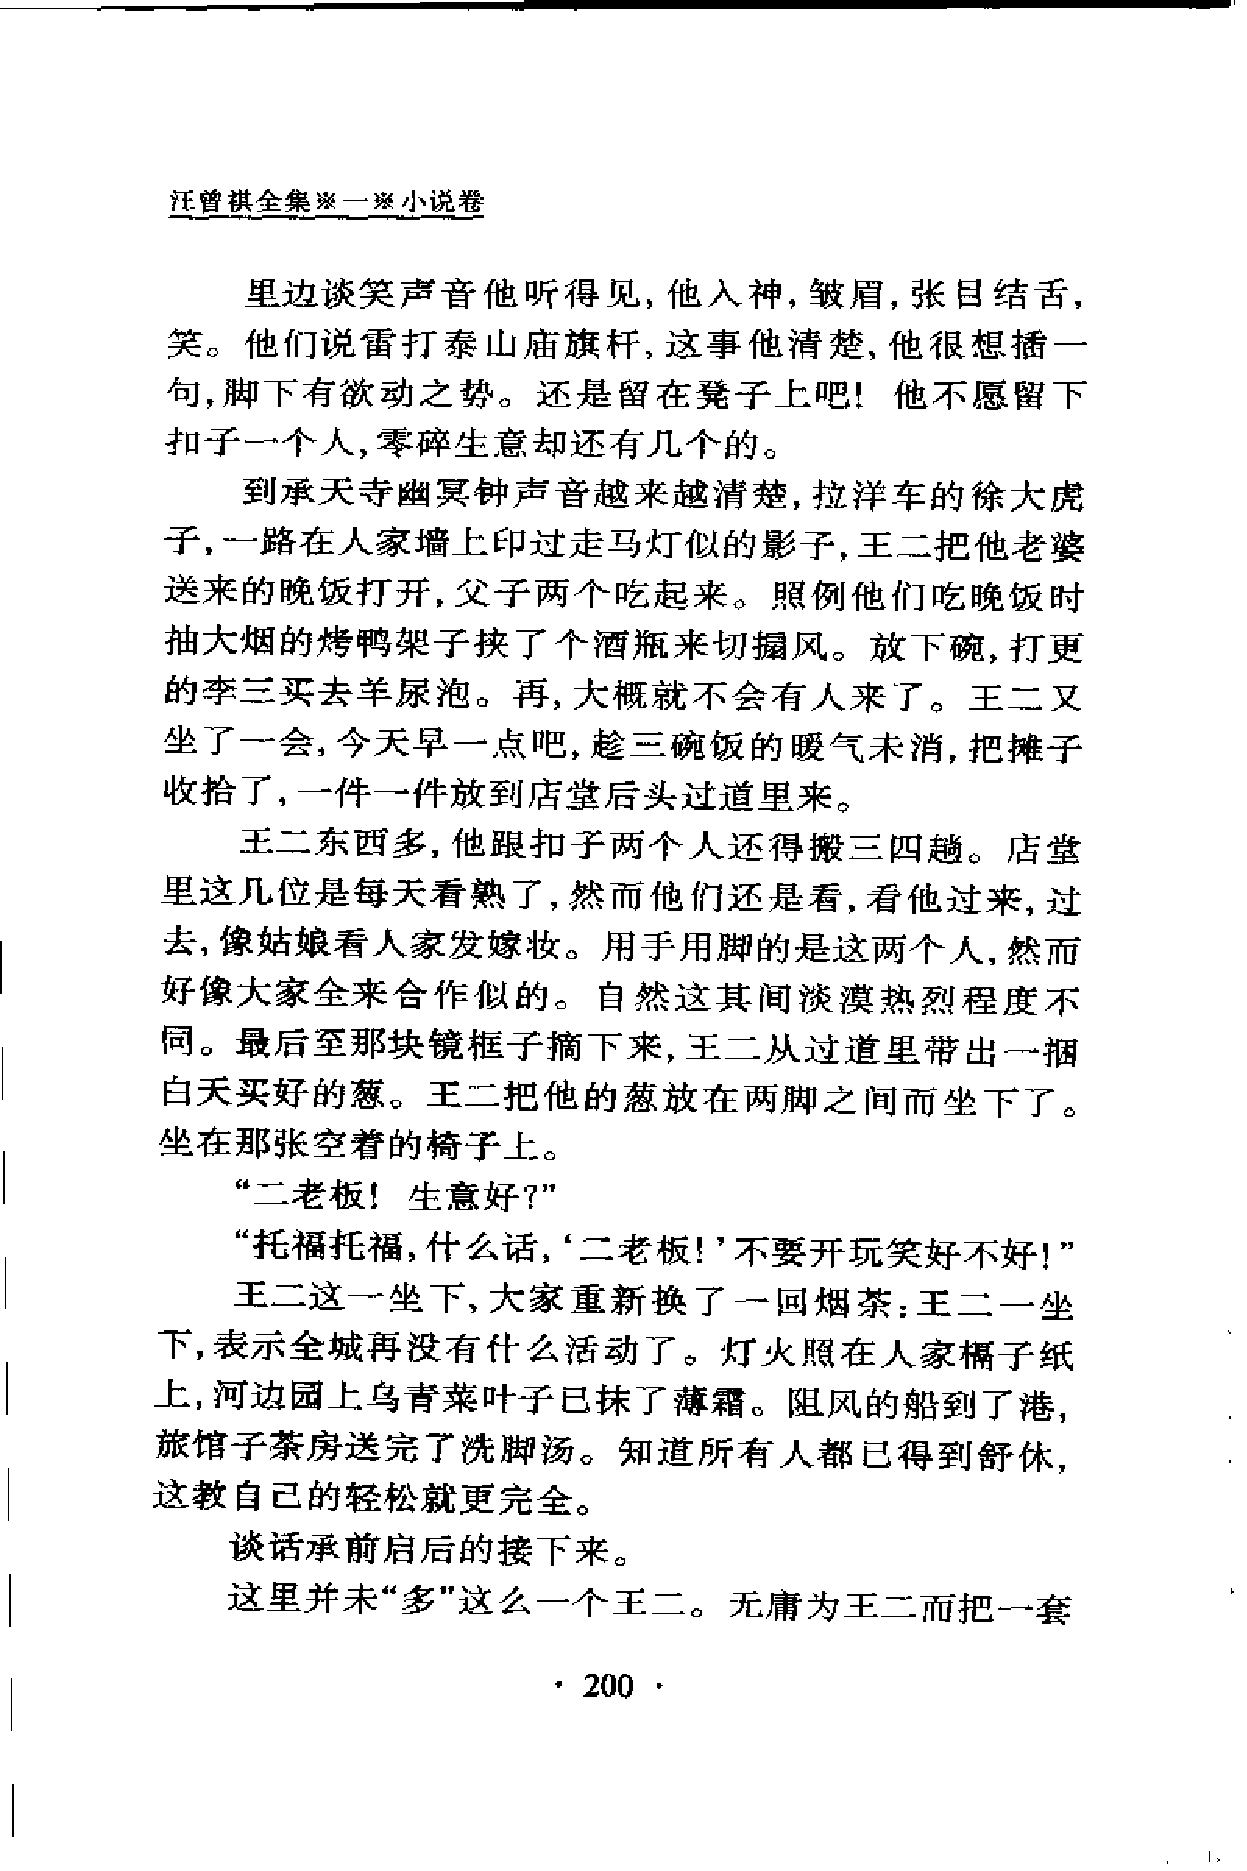 汪曾祺全集※一※小说卷
里边谈笑声音他听得见,他入神,皱眉,张目结舌,
笑。他们说雷打泰山庙旗杆,这事他清楚,他很想插一
句,脚下有欲动之势。还是留在凳子上吧! 他不愿留下
扣子一个人,零碎生意却还有几个的。
到承天寺幽冥钟声音越来越清楚,拉洋车的徐大虎
子,一路在人家墙上印过走马灯似的影子,王二把他老婆
送来的晚饭打开,父子两个吃起来。照例他们吃晚饭时
抽大烟的烤鸭架子挟了个酒瓶来切搨风。放下碗,打更
的李三买去羊尿泡。再,大概就不会有人来了。王二又
坐了一会,今天早一点吧,趁三碗饭的暖气未消,把摊子
收拾了,一件一件放到店堂后头过道里来。
王二东西多,他跟扣子两个人还得搬三四趟。店堂
里这几位是每天看熟了,然而他们还是看,看他过来,过
去,像姑娘看人家发嫁妆。用手用脚的是这两个人,然而
好像大家全来合作似的。自然这其间淡漠热烈程度不
同。最后至那块镜框子摘下来,王二从过道里带出一捆
白天买好的葱。王二把他的葱放在两脚之间而坐下了。
坐在那张空着的椅子上。
“二老板! 生意好?”
“托福托福,什么话,‘二老板!’不要开玩笑好不好!”
王二这一坐下、大家重新换了一回烟茶:王二一坐
下,表示全城再没有什么活动了。灯火照在人家槅子纸
上,河边园上乌青菜叶子已抹了薄霜。阻风的船到了港,
旅馆子茶房送完了洗脚汤。知道所有人都已得到舒休,
这教自己的轻松就更完全。
谈话承前启后的接下来。
这里并未“多”这么一个王二。无庸为王二而把一套
· 200 ·